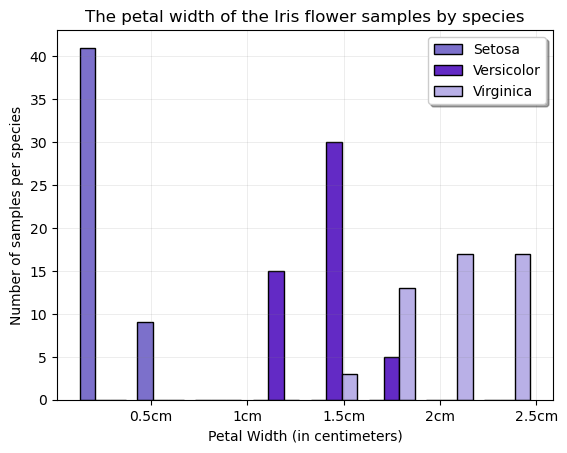 The petal width of the Iris flower samples by species
Setosa
Versicolor
Virginica
Number of samples per species
40
35
30
25
20
15
10
5
0
0.5cm 1cm 1.5cm 2cm 2.5cm
Petal Width (in centimeters)